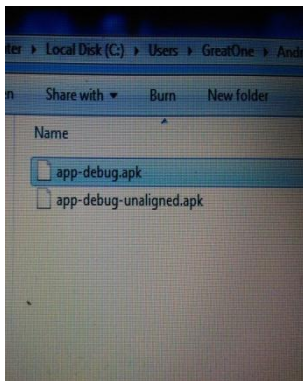 Local Disk (C:) Users GreatOne
Share with Burn New folder
Name
app-debug.apk
app-debug-unaligned.apk